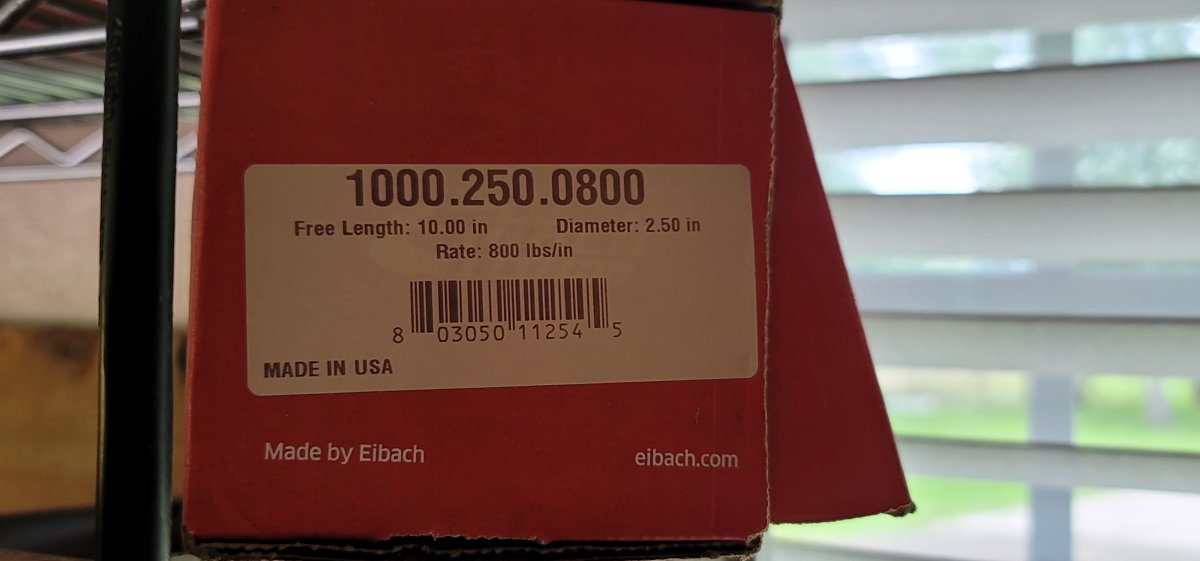 1000.250.0800
Free Length: 10.00 in Diameter: 2.50 in
Rate: 800 lbs/in
8 03050 11254 5
MADE IN USA
Made by Eibach eibach.com